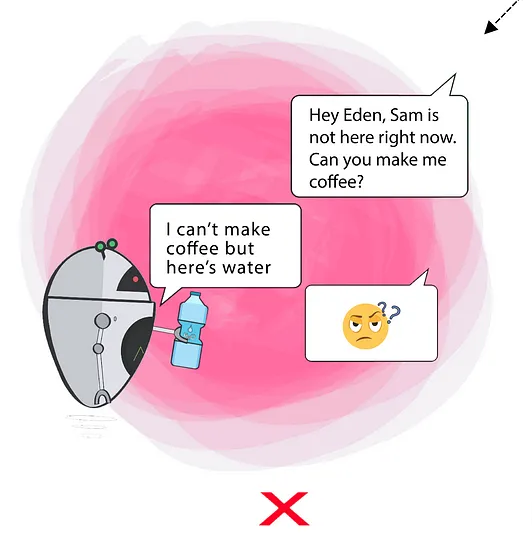 Hey Eden, Sam is
not here right now.
Can you make me
coffee?
I can't make
coffee but
here's water
??